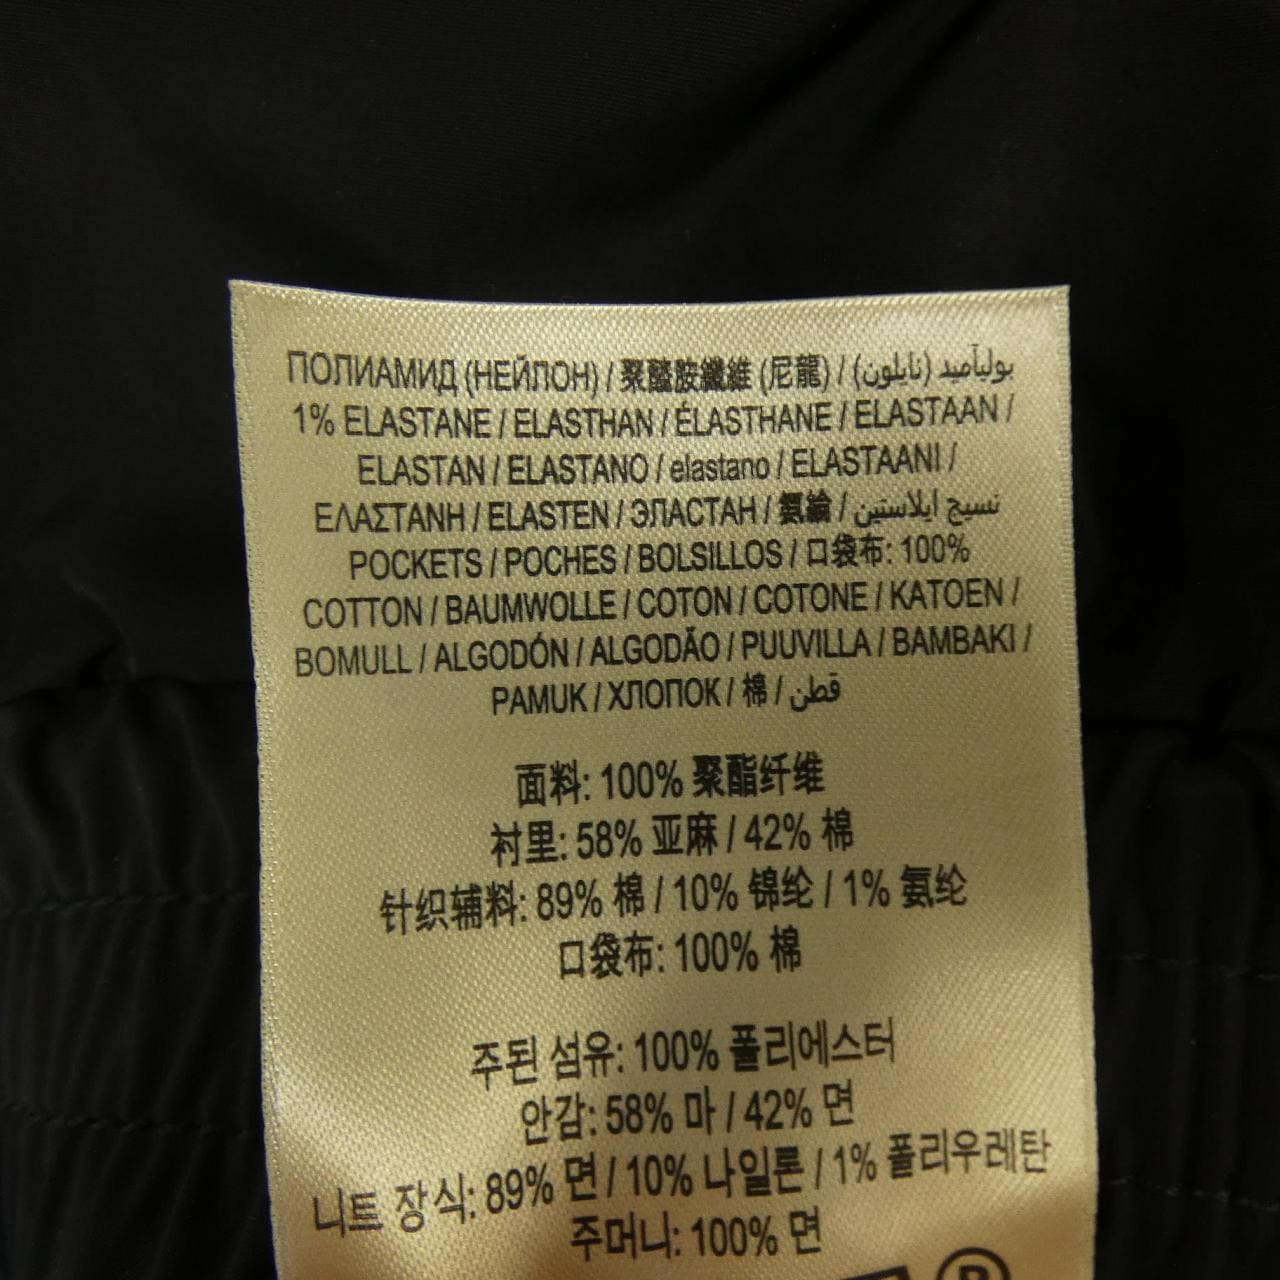 ПОЛИАМИД (НЕЙЛОН) / 聚醯胺纖維 (尼龍) / بوليآميد (نايلون)
1% ELASTANE / ELASTHAN / ÉLASTHANE / ELASTAAN /
ELASTAN / ELASTANO / elastano / ELASTAANI /
ΕΛΑΣΤΑΝΗ / ELASTEN / ЭЛАСТАН / 氨綸 / نسيج ايلاستين
POCKETS / POCHES / BOLSILLOS / 口袋布: 100%
COTTON / BAUMWOLLE / COTON / COTONE / KATOEN /
BOMULL / ALGODÓN / ALGODÃO / PUUVILLA / BAMBAKI /
PAMUK / ХЛОПОК / 棉 / قطن
面料: 100% 聚酯纤维
衬里: 58% 亚麻 / 42% 棉
针织辅料: 89% 棉 / 10% 锦纶 / 1% 氨纶
口袋布: 100% 棉
주된 섬유: 100% 폴리에스터
안감: 58% 마 / 42% 면
니트 장식: 89% 면 / 10% 나일론 / 1% 폴리우레탄
주머니: 100% 면